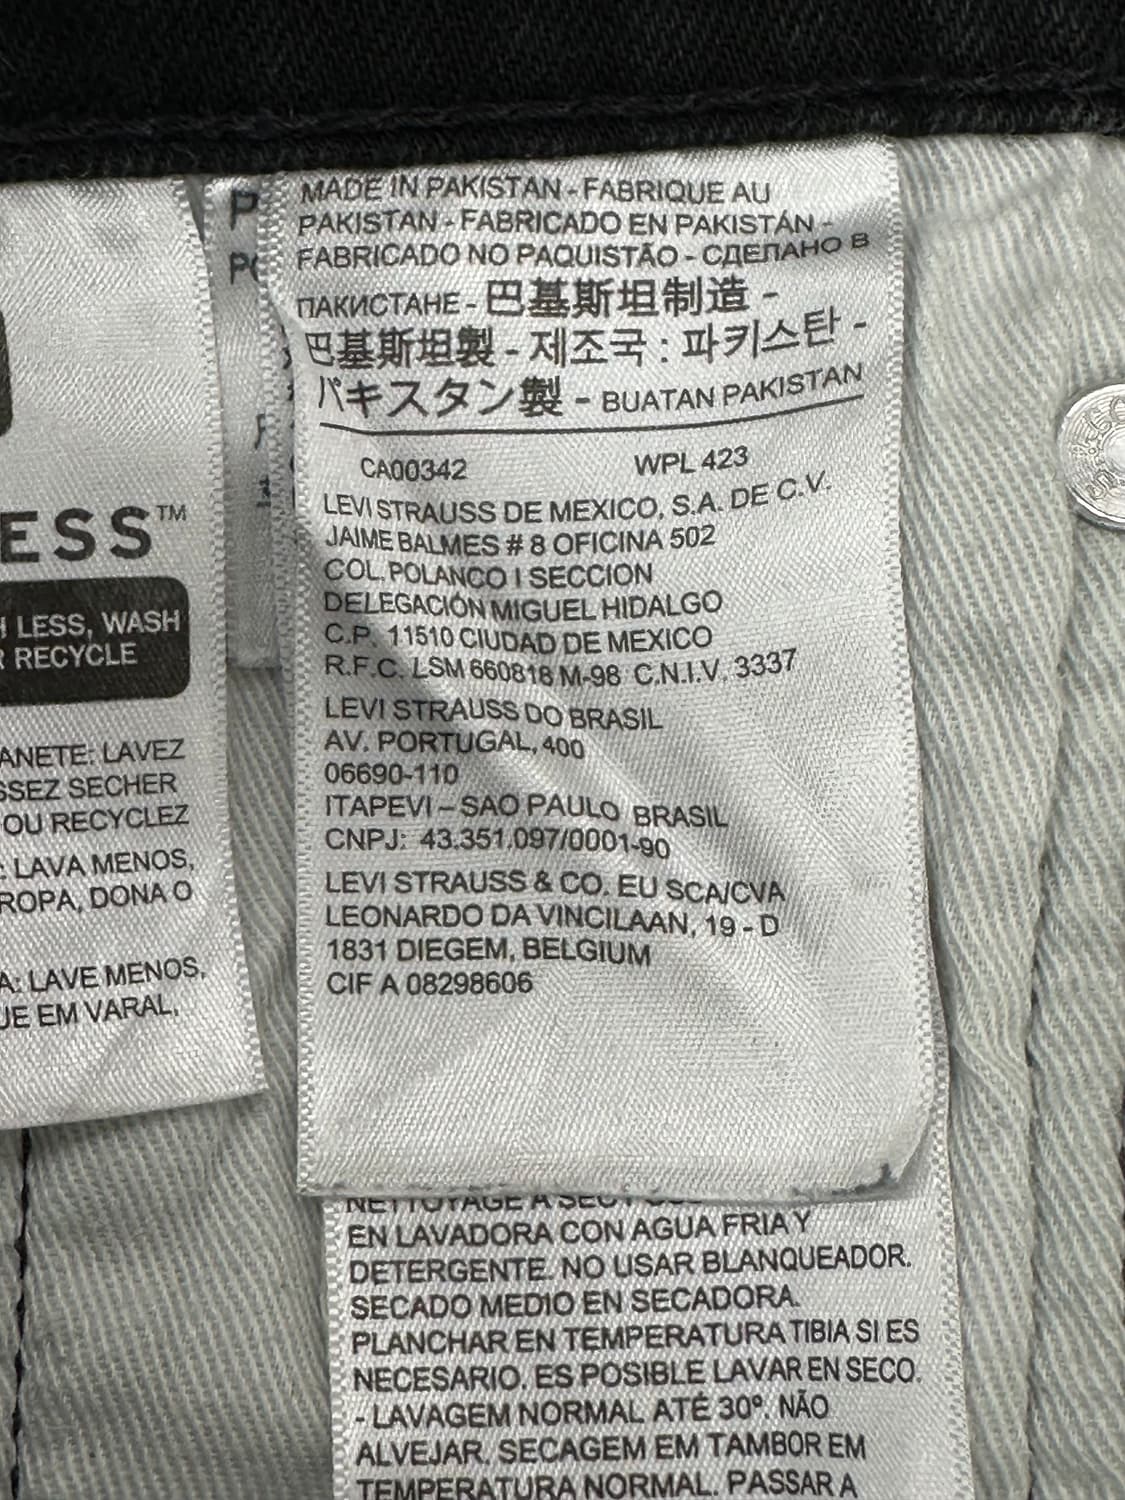 MADE IN PAKISTAN - FABRIQUE AU
PAKISTAN - FABRICADO EN PAKISTÁN -
FABRICADO NO PAQUISTÃO - СДЕЛАНО В
ПАКИСТАНЕ - 巴基斯坦制造 -
巴基斯坦製 - 제조국 : 파키스탄 -
パキスタン製 - BUATAN PAKISTAN
CA00342 WPL 423
LEVI STRAUSS DE MEXICO, S.A. DE C.V.
JAIME BALMES # 8 OFICINA 502
COL. POLANCO I SECCION
DELEGACIÓN MIGUEL HIDALGO
C.P. 11510 CIUDAD DE MEXICO
R.F.C. LSM 660818 M-98 C.N.I.V. 3337
LEVI STRAUSS DO BRASIL
AV. PORTUGAL, 400
06690-110
ITAPEVI – SAO PAULO BRASIL
CNPJ: 43.351.097/0001-90
LEVI STRAUSS & CO. EU SCA/CVA
LEONARDO DA VINCILAAN, 19 - D
1831 DIEGEM, BELGIUM
CIF A 08298606
ESS™
LESS, WASH
RECYCLE
ANETE: LAVEZ
SSEZ SECHER
OU RECYCLEZ
: LAVA MENOS,
ROPA, DONA O
A: LAVE MENOS,
UE EM VARAL,
NETTOYAGE A SEC
EN LAVADORA CON AGUA FRIA Y
DETERGENTE. NO USAR BLANQUEADOR.
SECADO MEDIO EN SECADORA.
PLANCHAR EN TEMPERATURA TIBIA SI ES
NECESARIO. ES POSIBLE LAVAR EN SECO.
- LAVAGEM NORMAL ATÉ 30º. NÃO
ALVEJAR. SECAGEM EM TAMBOR EM
TEMPERATURA NORMAL. PASSAR A